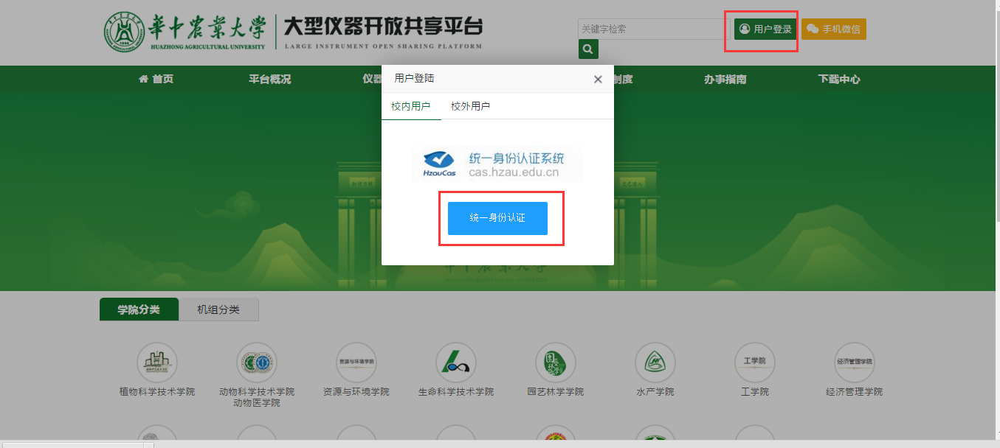 華中农业大学 大型仪器开放共享平台
HUAZHONG AGRICULTURAL UNIVERSITY LARGE INSTRUMENT OPEN SHARING PLATFORM
关键字检索
用户登录
手机微信
首页 平台概况 仪器 制度 办事指南 下载中心
用户登陆
校内用户 校外用户
HzauCas 统一身份认证系统
cas.hzau.edu.cn
统一身份认证
学院分类 机组分类
资源与环境学院
工学院
经济管理学院
植物科学技术学院
动物科学技术学院
动物医学院
资源与环境学院
生命科学技术学院
园艺林学学院
水产学院
工学院
经济管理学院